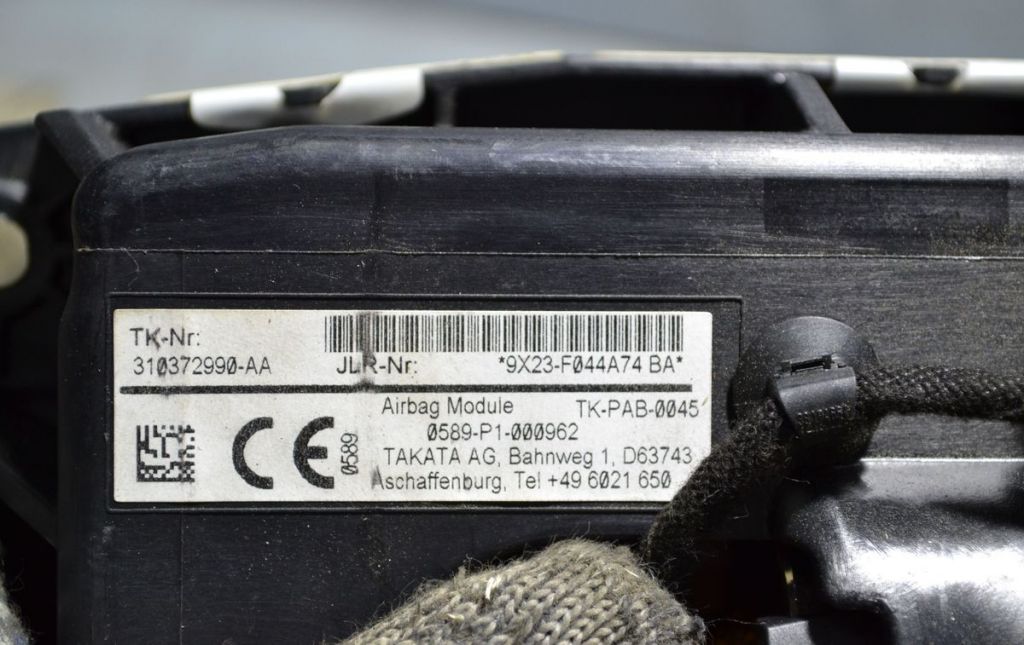 TK-Nr:
310372990-AA
JLR-Nr: *9X23-F044A74 BA*
Airbag Module TK-PAB-0045
0589-P1-000962
CE 0589
TAKATA AG, Bahnweg 1, D63743
Aschaffenburg, Tel +49 6021 650